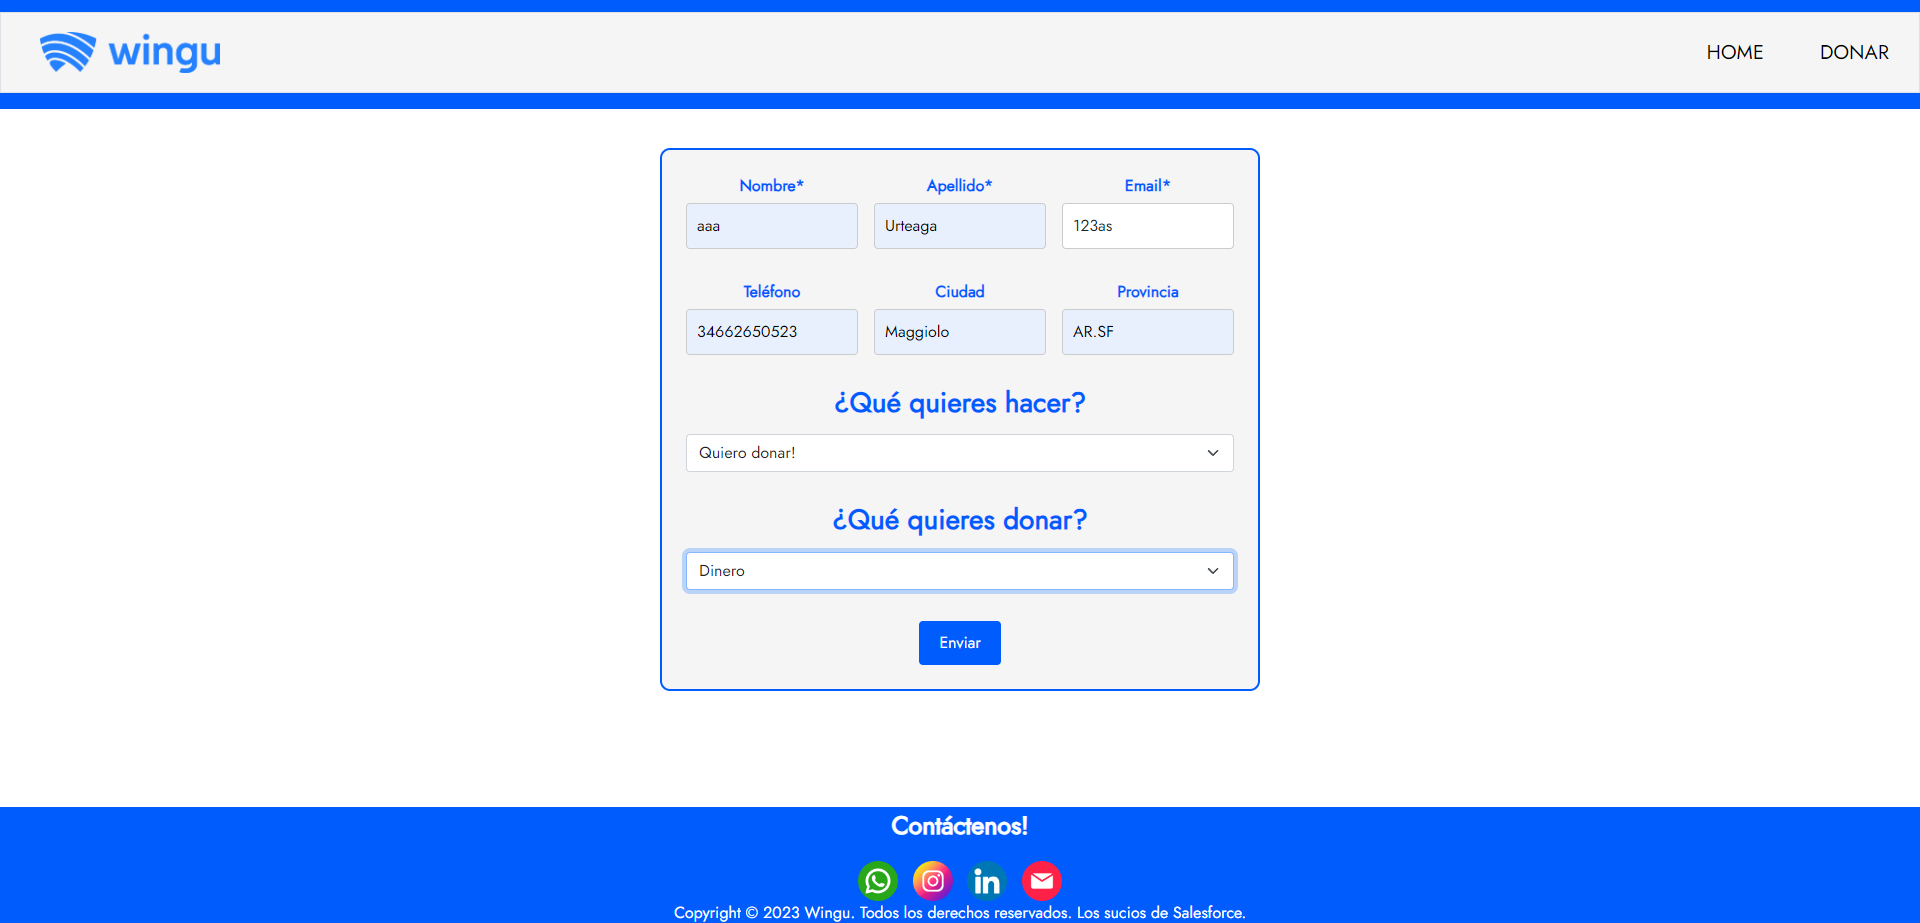 wingu
HOME DONAR
Nombre* Apellido* Email*
aaa Urteaga 123as
Teléfono Ciudad Provincia
34662650523 Maggiolo AR.SF
¿Qué quieres hacer?
Quiero donar!
¿Qué quieres donar?
Dinero
Enviar
Contáctenos!
in
Copyright © 2023 Wingu. Todos los derechos reservados. Los sucios de Salesforce.